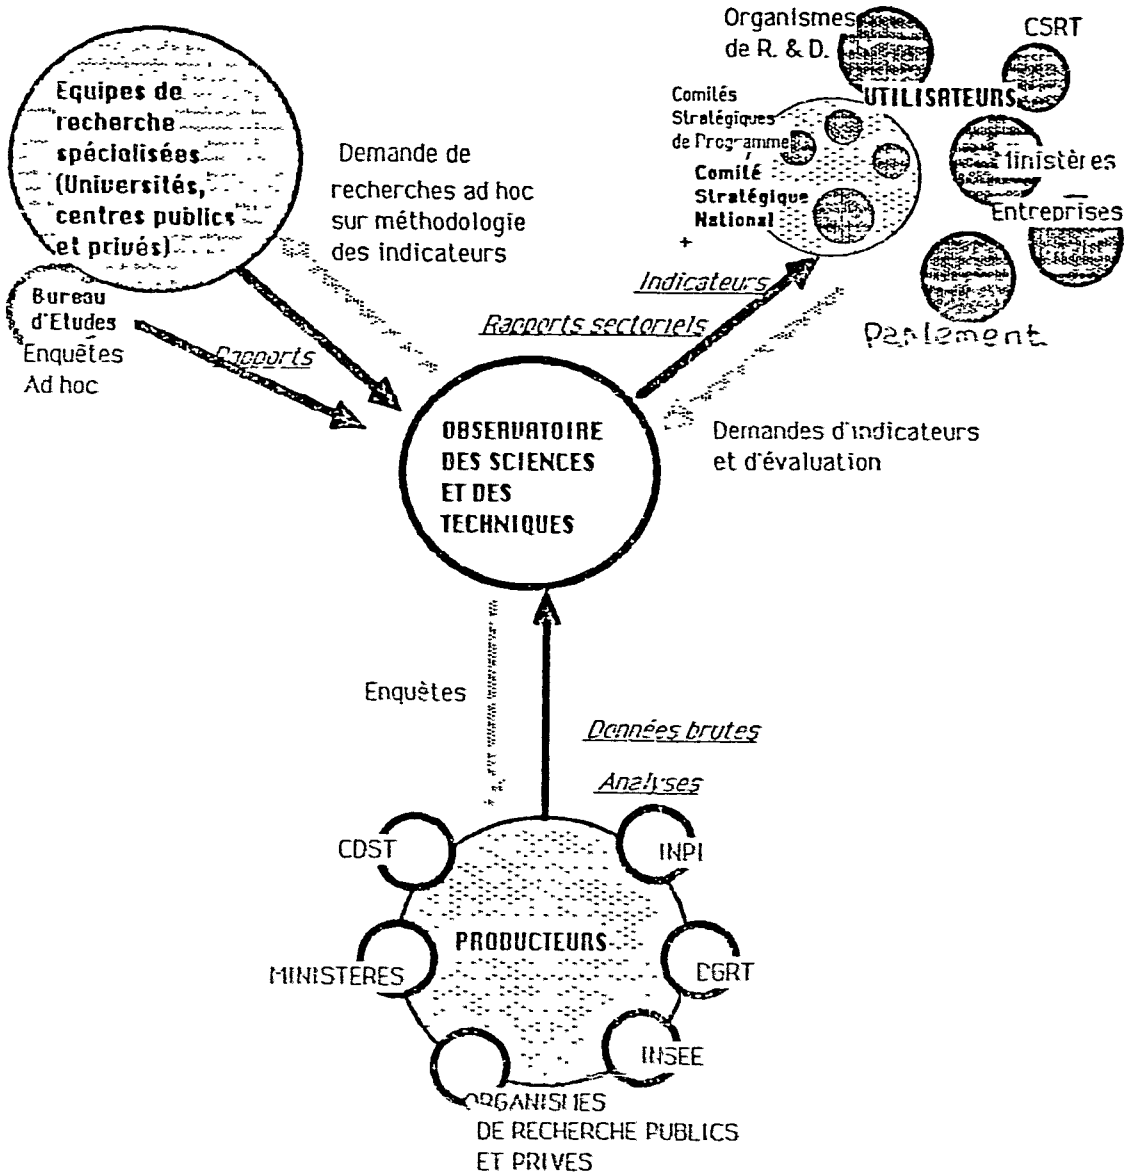 Equipes de
recherche
spécialisées
(Universités,
centres publics
et privés)
Bureau
d'Etudes
Enquêtes
Ad hoc
Rapports
Demande de
recherches ad hoc
sur méthodologie
des indicateurs
Organismes
de R. & D.
CSRT
UTILISATEURS
Comités
Stratégiques
de Programme
Comité
Stratégique
National
+
Ministères
Entreprises
Parlement
Indicateurs
Rapports sectoriels
Demandes d'indicateurs
et d'évaluation
OBSERVATOIRE
DES SCIENCES
ET DES
TECHNIQUES
Enquètes
Données brutes
Analyses
CDST
INPI
PRODUCTEURS
MINISTERES
DGRT
INSEE
ORGANISMES
DE RECHERCHE PUBLICS
ET PRIVES